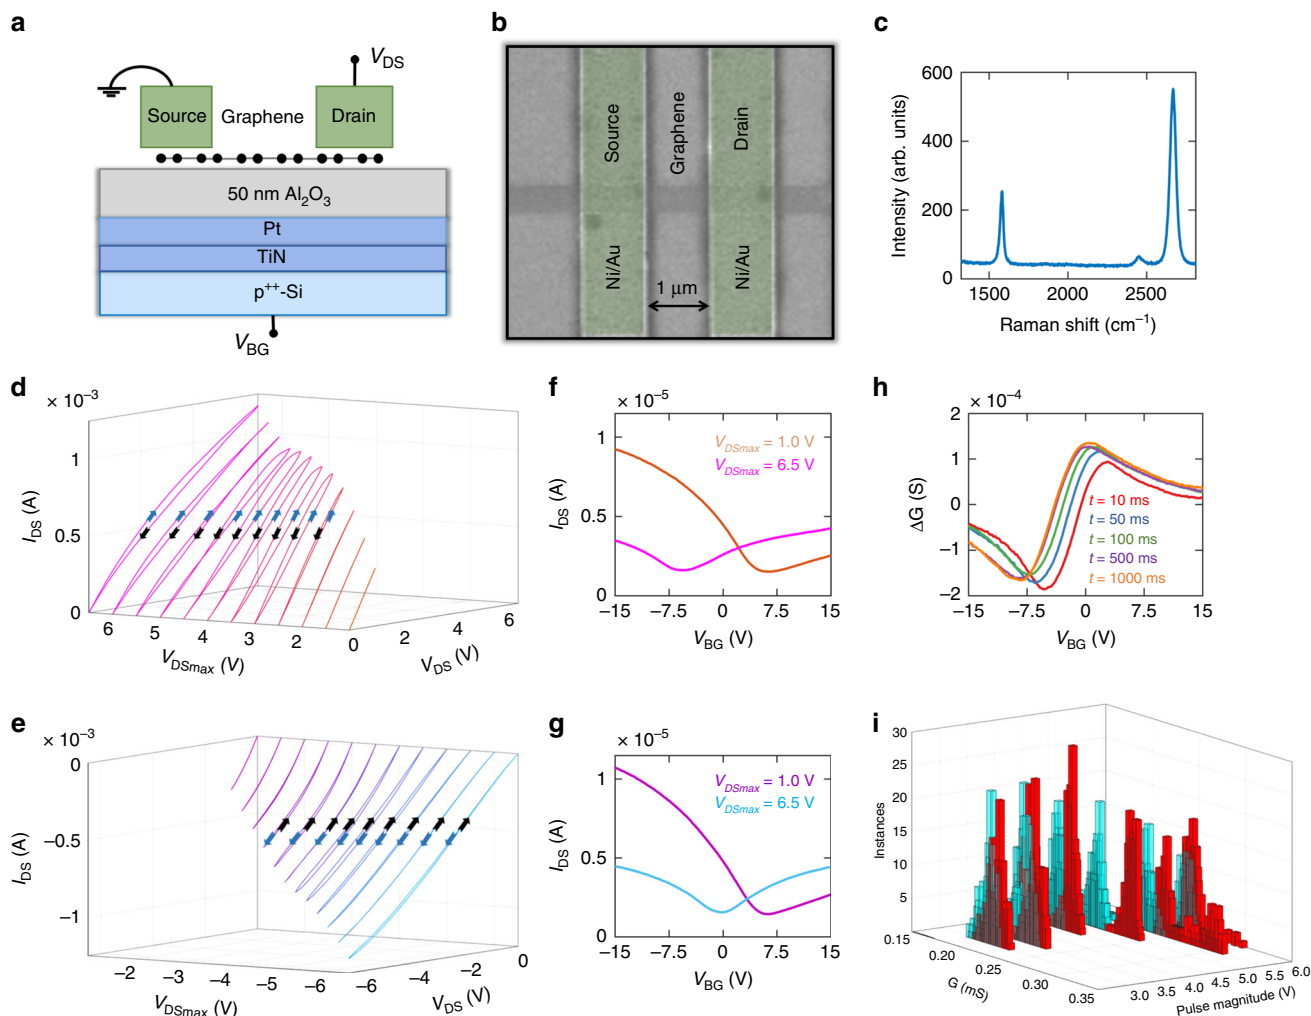 a
V_DS
Source
Graphene
Drain
50 nm Al₂O₃
Pt
TiN
p⁺⁺-Si
V_BG
b
Source
Graphene
Drain
Ni/Au
Ni/Au
1 μm
c
600
400
200
0
Intensity (arb. units)
1500
2000
2500
Raman shift (cm⁻¹)
d
× 10⁻³
1
0.5
0
I_DS (A)
6
5
4
3
2
1
0
V_DSmax (V)
2
4
6
V_DS (V)
e
× 10⁻³
0
−0.5
−1
I_DS (A)
−2
−3
−4
−5
−6
V_DSmax (V)
−6
−4
−2
0
V_DS (V)
f
× 10⁻⁵
1
0.5
0
I_DS (A)
V_DSmax = 1.0 V
V_DSmax = 6.5 V
−15
−7.5
0
7.5
15
V_BG (V)
g
× 10⁻⁵
1
0.5
0
I_DS (A)
V_DSmax = 1.0 V
V_DSmax = 6.5 V
−15
−7.5
0
7.5
15
V_BG (V)
h
× 10⁻⁴
2
1
0
−1
−2
ΔG (S)
t = 10 ms
t = 50 ms
t = 100 ms
t = 500 ms
t = 1000 ms
−15
−7.5
0
7.5
15
V_BG (V)
i
30
25
20
15
10
5
Instances
0.15
0.20
0.25
0.30
0.35
G (mS)
3.0
3.5
4.0
4.5
5.0
5.5
6.0
Pulse magnitude (V)